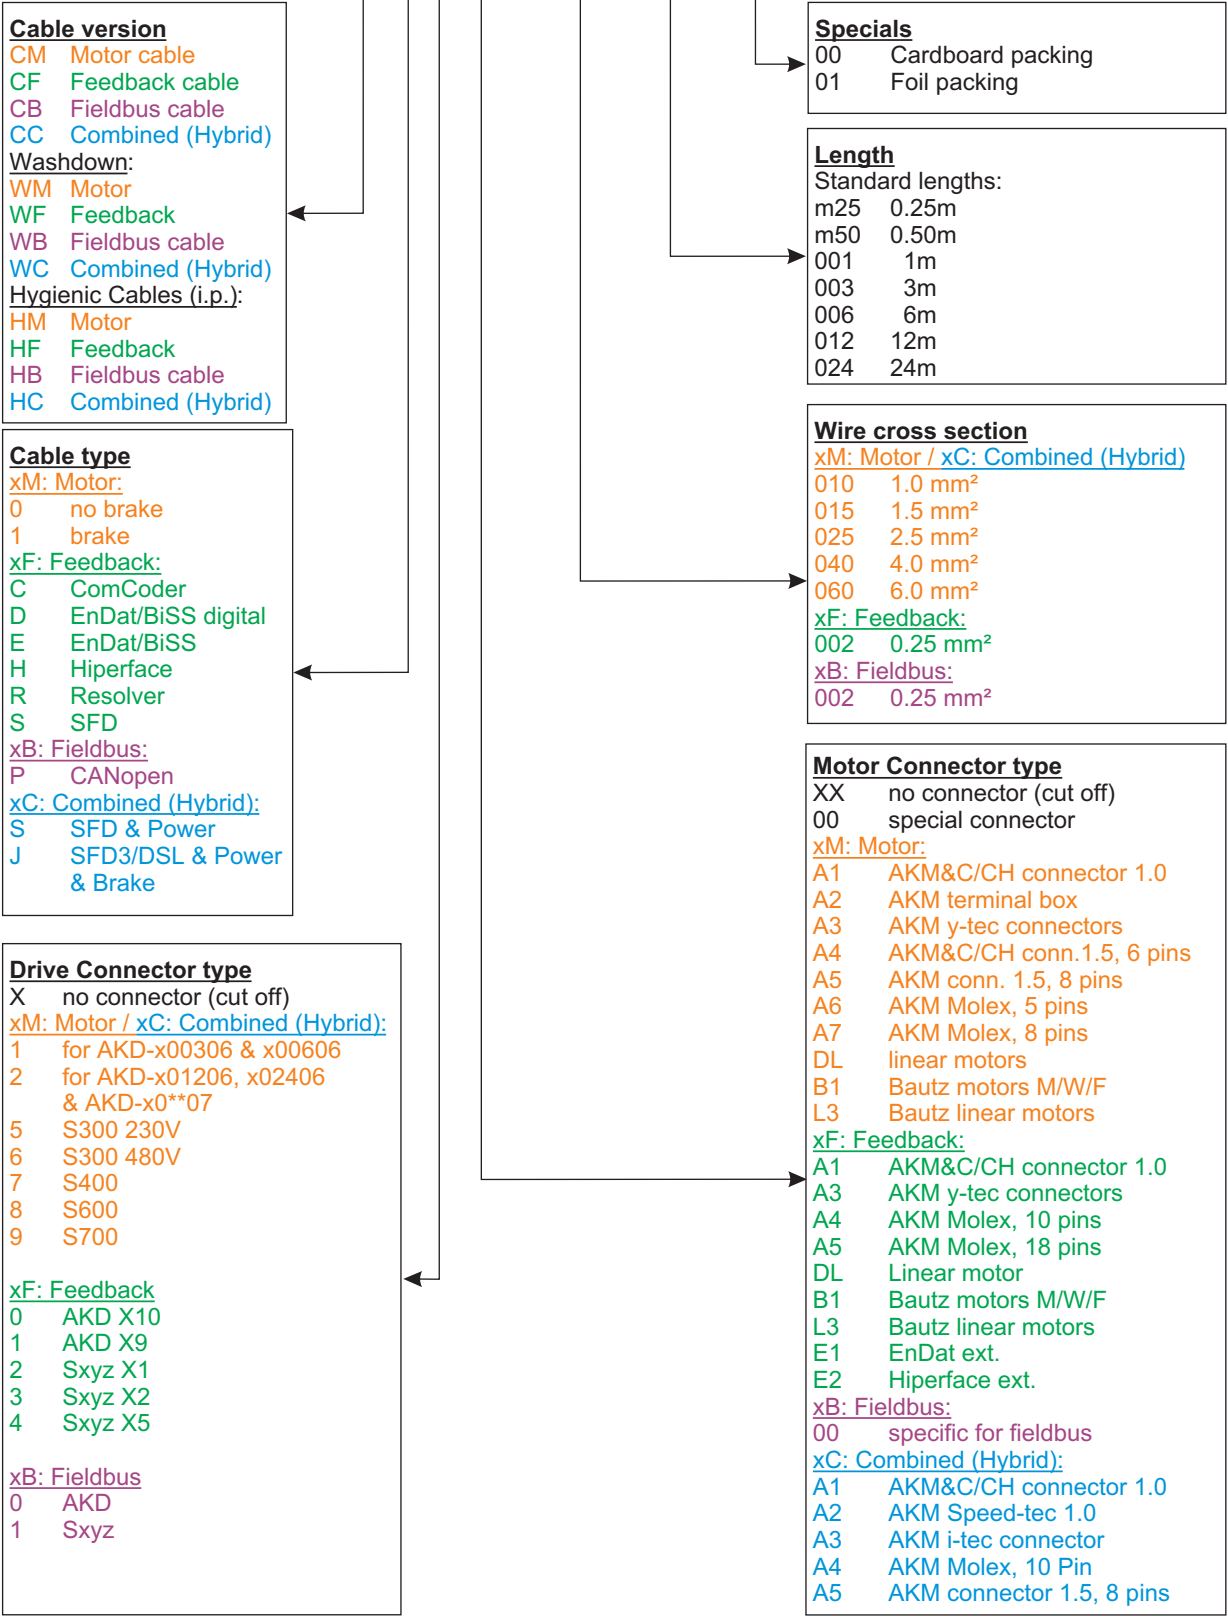 Cable version
CM Motor cable
CF Feedback cable
CB Fieldbus cable
CC Combined (Hybrid)
Washdown:
WM Motor
WF Feedback
WB Fieldbus cable
WC Combined (Hybrid)
Hygienic Cables (i.p.):
HM Motor
HF Feedback
HB Fieldbus cable
HC Combined (Hybrid)
Cable type
xM: Motor:
0 no brake
1 brake
xF: Feedback:
C ComCoder
D EnDat/BiSS digital
E EnDat/BiSS
H Hiperface
R Resolver
S SFD
xB: Fieldbus:
P CANopen
xC: Combined (Hybrid):
S SFD & Power
J SFD3/DSL & Power
& Brake
Drive Connector type
X no connector (cut off)
xM: Motor / xC: Combined (Hybrid):
1 for AKD-x00306 & x00606
2 for AKD-x01206, x02406
& AKD-x0**07
5 S300 230V
6 S300 480V
7 S400
8 S600
9 S700
xF: Feedback
0 AKD X10
1 AKD X9
2 Sxyz X1
3 Sxyz X2
4 Sxyz X5
xB: Fieldbus
0 AKD
1 Sxyz
Specials
00 Cardboard packing
01 Foil packing
Length
Standard lengths:
m25 0.25m
m50 0.50m
001 1m
003 3m
006 6m
012 12m
024 24m
Wire cross section
xM: Motor / xC: Combined (Hybrid)
010 1.0 mm²
015 1.5 mm²
025 2.5 mm²
040 4.0 mm²
060 6.0 mm²
xF: Feedback:
002 0.25 mm²
xB: Fieldbus:
002 0.25 mm²
Motor Connector type
XX no connector (cut off)
00 special connector
xM: Motor:
A1 AKM&C/CH connector 1.0
A2 AKM terminal box
A3 AKM y-tec connectors
A4 AKM&C/CH conn.1.5, 6 pins
A5 AKM conn. 1.5, 8 pins
A6 AKM Molex, 5 pins
A7 AKM Molex, 8 pins
DL linear motors
B1 Bautz motors M/W/F
L3 Bautz linear motors
xF: Feedback:
A1 AKM&C/CH connector 1.0
A3 AKM y-tec connectors
A4 AKM Molex, 10 pins
A5 AKM Molex, 18 pins
DL Linear motor
B1 Bautz motors M/W/F
L3 Bautz linear motors
E1 EnDat ext.
E2 Hiperface ext.
xB: Fieldbus:
00 specific for fieldbus
xC: Combined (Hybrid):
A1 AKM&C/CH connector 1.0
A2 AKM Speed-tec 1.0
A3 AKM i-tec connector
A4 AKM Molex, 10 Pin
A5 AKM connector 1.5, 8 pins